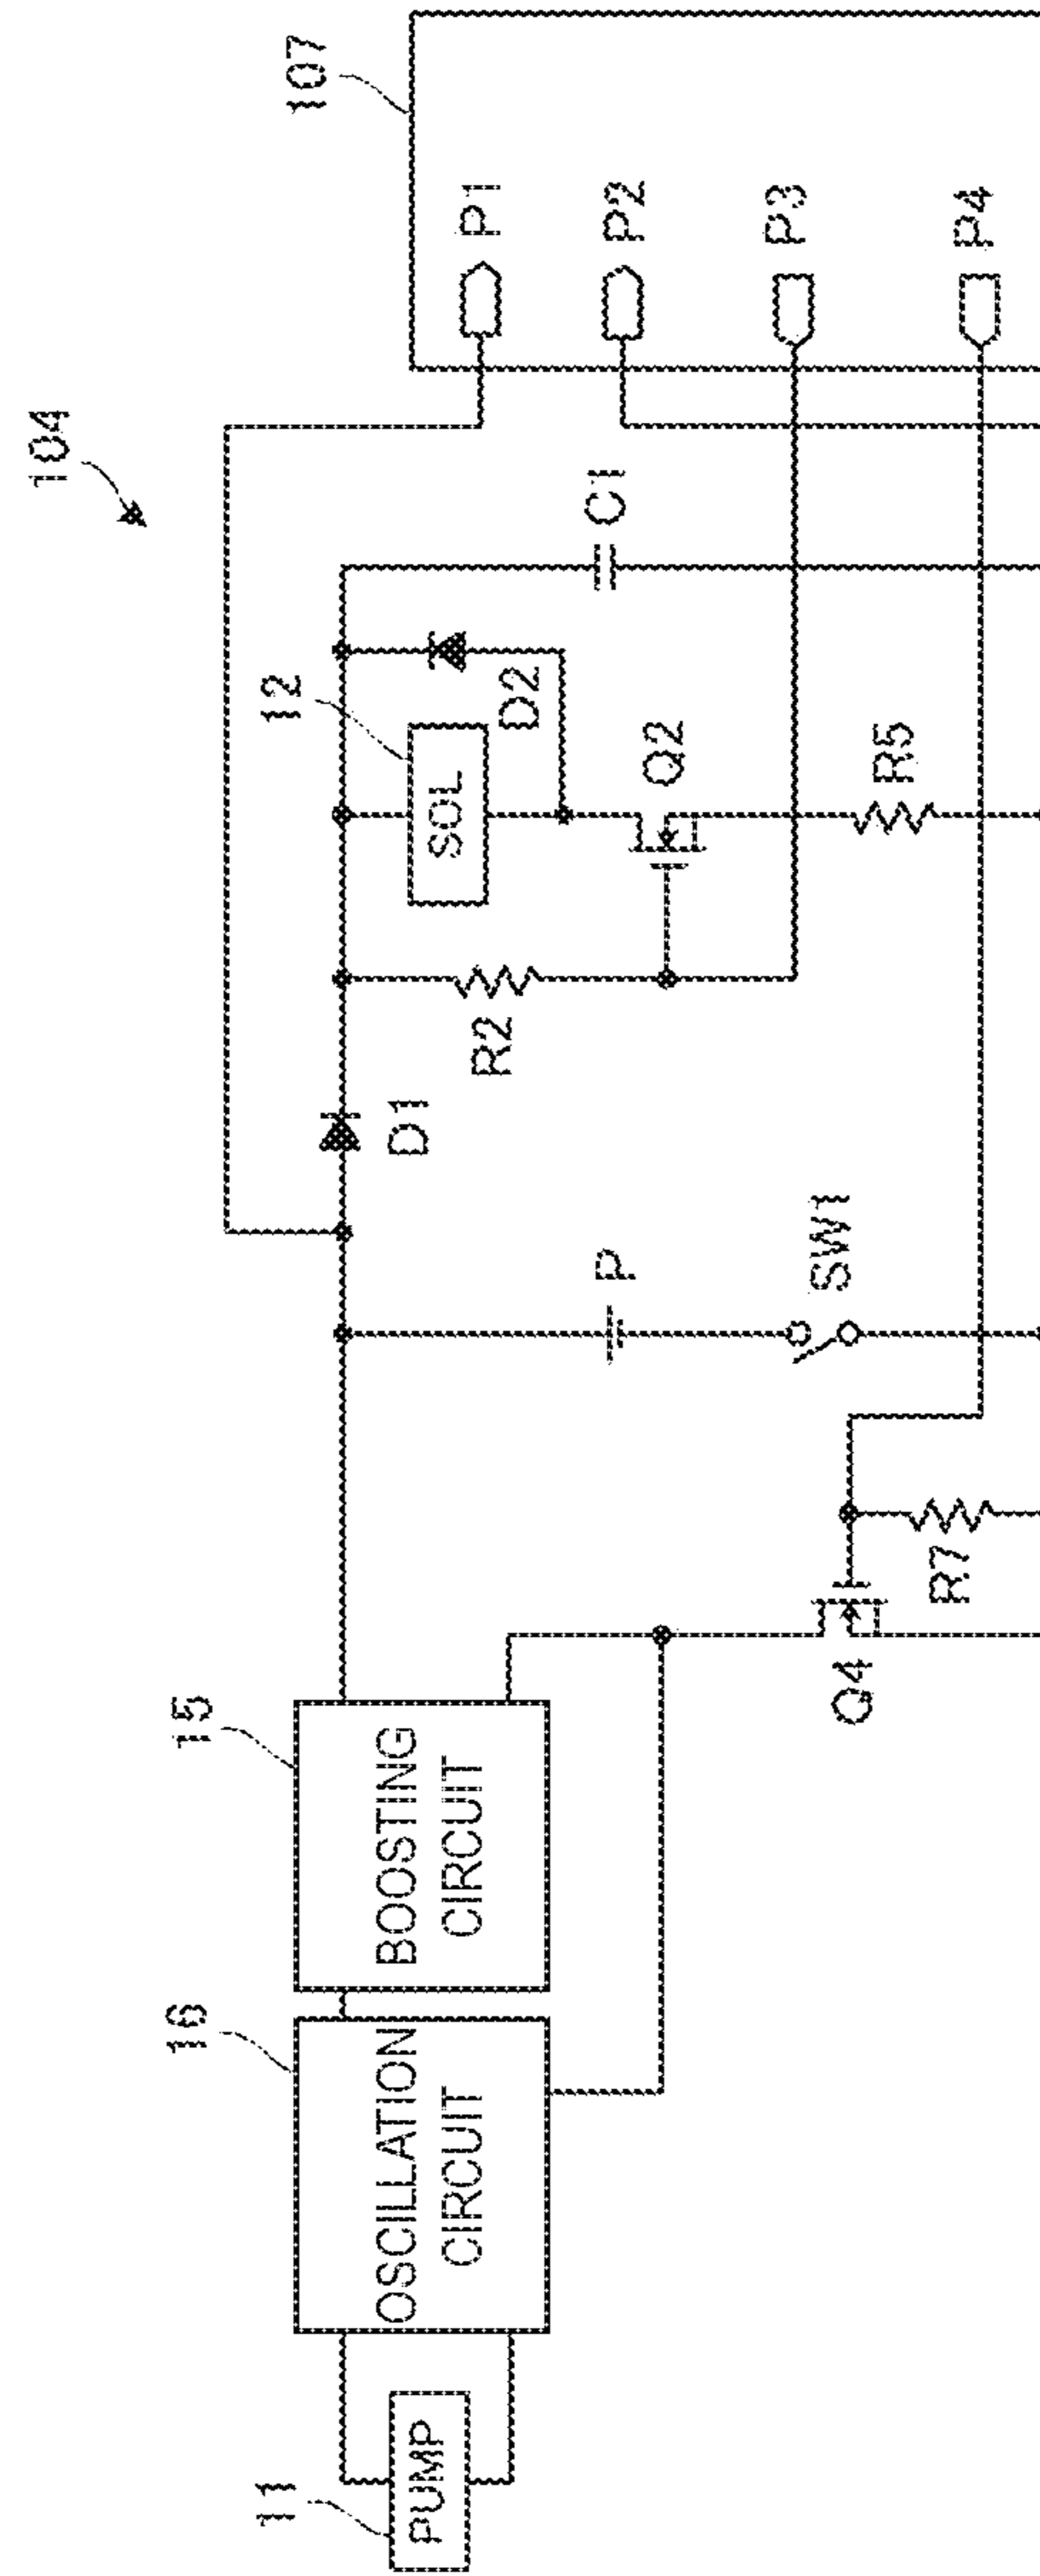 104
107
P1
P2
P3
P4
C1
12
SOL
D2
Q2
R5
R2
D1
P
SW1
R7
Q4
15
BOOSTING
CIRCUIT
16
OSCILLATION
CIRCUIT
11
PUMP